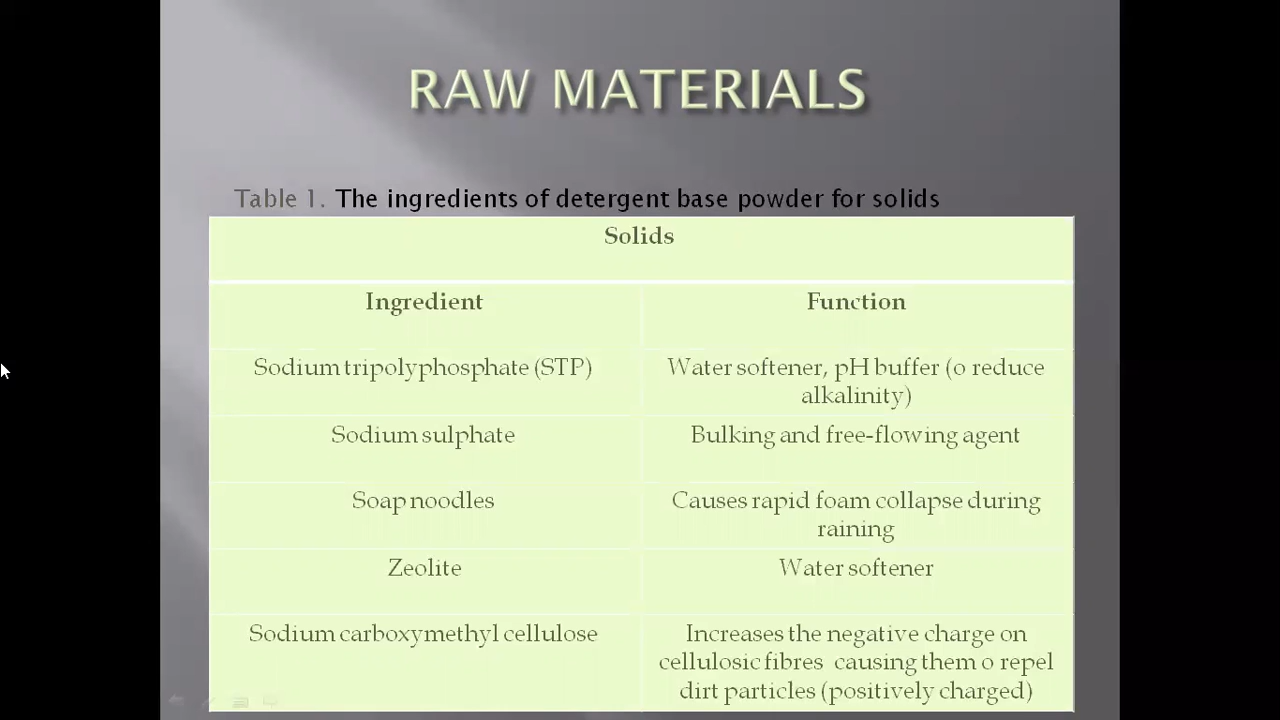 RAW MATERIALS
Table 1. The ingredients of detergent base powder for solids
Solids
Ingredient
Function
Sodium tripolyphosphate (STP)
Water softener, pH buffer (o reduce
alkalinity)
Sodium sulphate
Bulking and free-flowing agent
Soap noodles
Causes rapid foam collapse during
raining
Zeolite
Water softener
Sodium carboxymethyl cellulose
Increases the negative charge on
cellulosic fibres causing them o repel
dirt particles (positively charged)